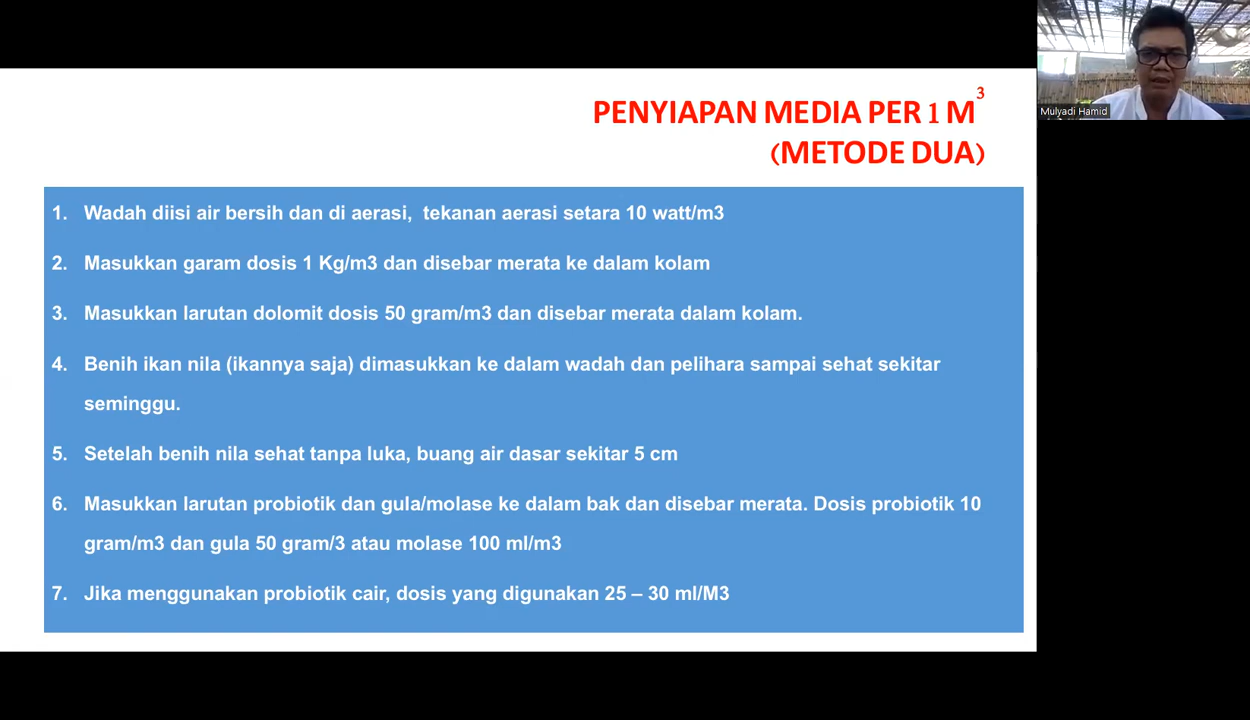 PENYIAPAN MEDIA PER 1 M³
(METODE DUA)
Mulyadi Hamid
1. Wadah diisi air bersih dan di aerasi, tekanan aerasi setara 10 watt/m3
2. Masukkan garam dosis 1 Kg/m3 dan disebar merata ke dalam kolam
3. Masukkan larutan dolomit dosis 50 gram/m3 dan disebar merata dalam kolam.
4. Benih ikan nila (ikannya saja) dimasukkan ke dalam wadah dan pelihara sampai sehat sekitar
seminggu.
5. Setelah benih nila sehat tanpa luka, buang air dasar sekitar 5 cm
6. Masukkan larutan probiotik dan gula/molase ke dalam bak dan disebar merata. Dosis probiotik 10
gram/m3 dan gula 50 gram/3 atau molase 100 ml/m3
7. Jika menggunakan probiotik cair, dosis yang digunakan 25 – 30 ml/M3